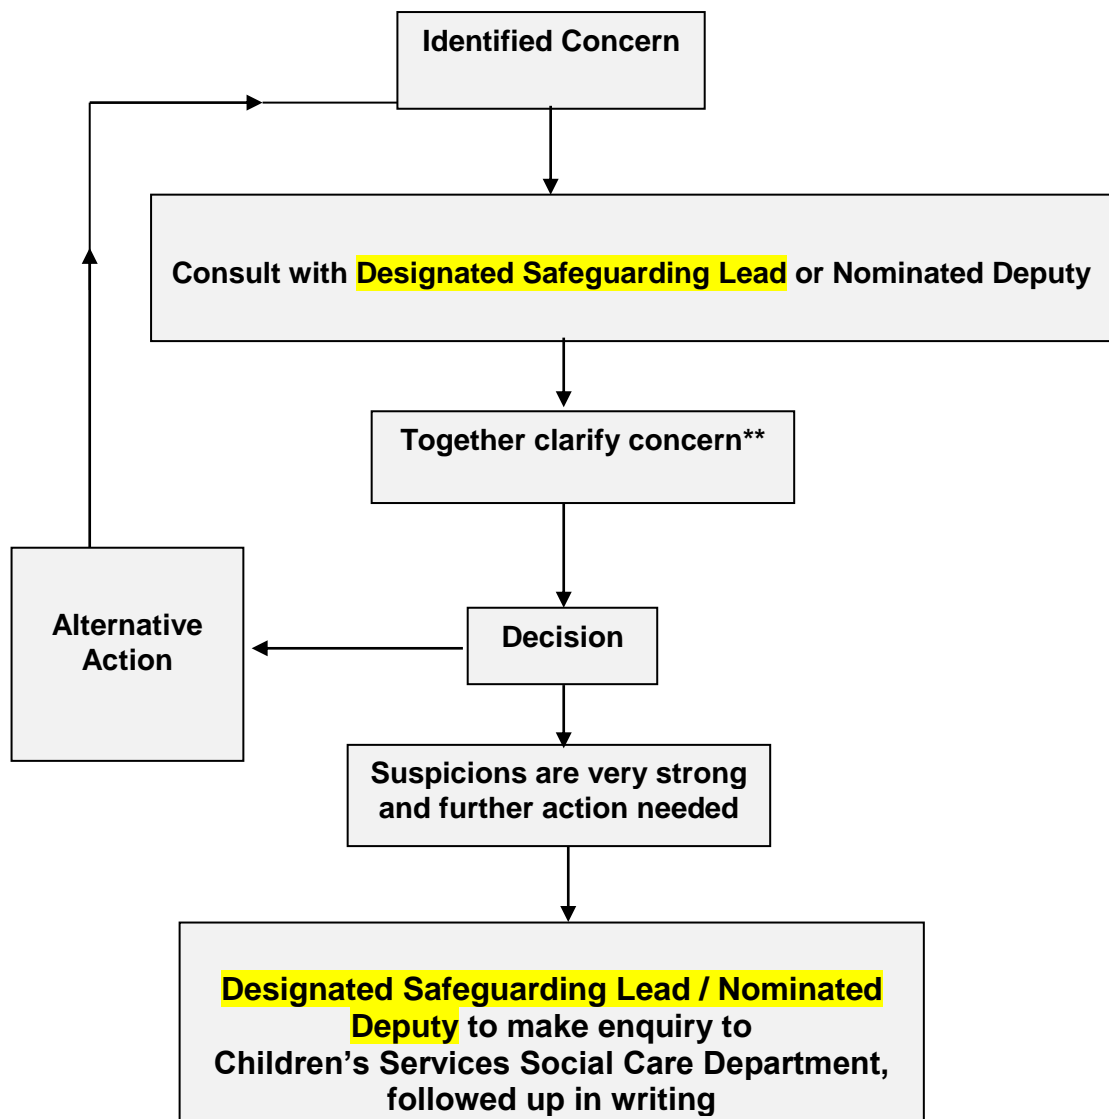 Identified Concern
Consult with Designated Safeguarding Lead or Nominated Deputy
Together clarify concern**
Alternative
Action
Decision
Suspicions are very strong
and further action needed
Designated Safeguarding Lead / Nominated
Deputy to make enquiry to
Children’s Services Social Care Department,
followed up in writing